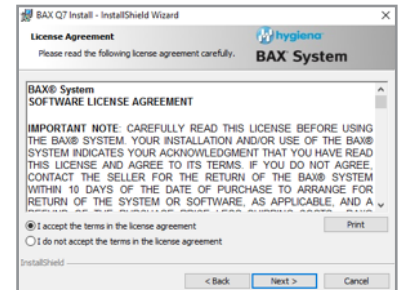 BAX Q7 Install - InstallShield Wizard
License Agreement
Please read the following license agreement carefully.
hygiena
BAX System
BAX® System
SOFTWARE LICENSE AGREEMENT
IMPORTANT NOTE: CAREFULLY READ THIS LICENSE BEFORE USING
THE BAX® SYSTEM. YOUR INSTALLATION AND/OR USE OF THE BAX®
SYSTEM INDICATES YOUR ACKNOWLEDGMENT THAT YOU HAVE READ
THIS LICENSE AND AGREE TO ITS TERMS. IF YOU DO NOT AGREE,
CONTACT THE SELLER FOR THE RETURN OF THE BAX® SYSTEM
WITHIN 10 DAYS OF THE DATE OF PURCHASE TO ARRANGE FOR
RETURN OF THE SYSTEM OR SOFTWARE, AS APPLICABLE, AND A
I accept the terms in the license agreement
Print
I do not accept the terms in the license agreement
InstallShield
< Back
Next >
Cancel